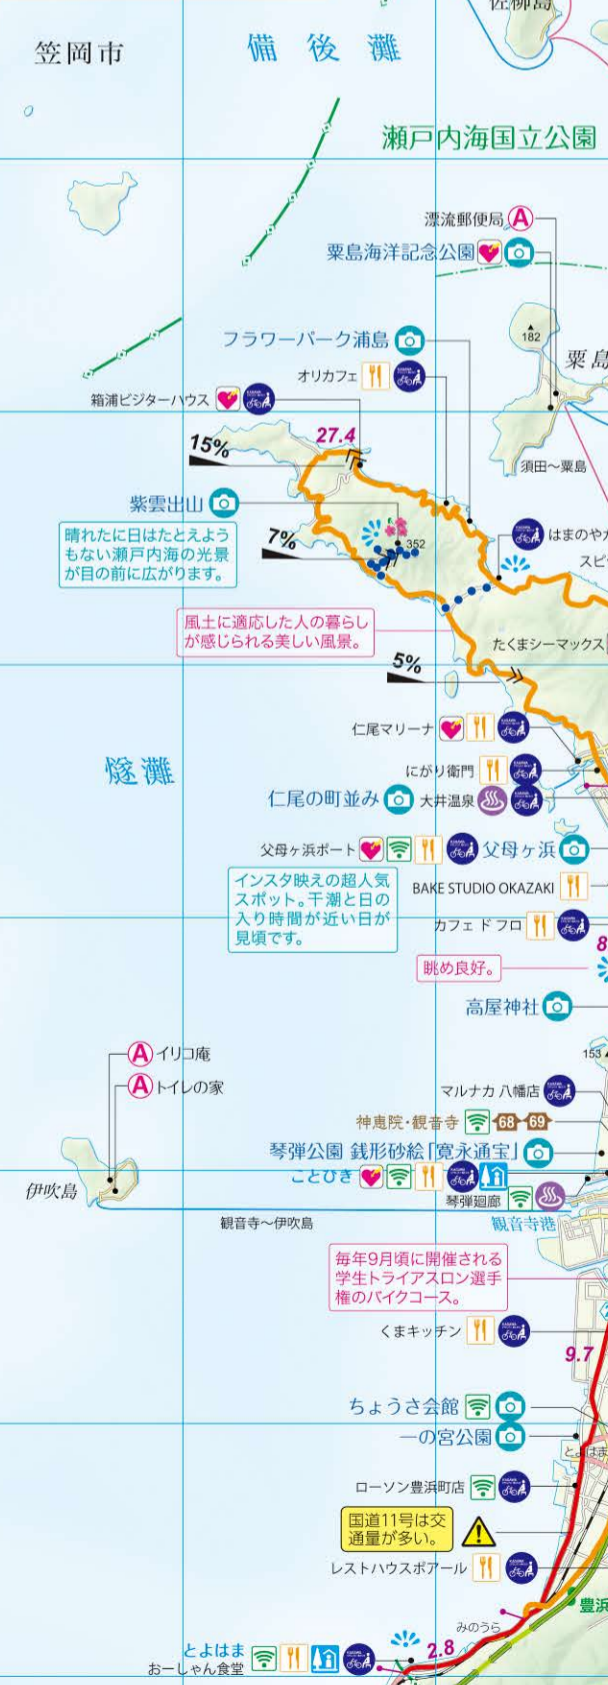 佐柳島
笠岡市
備後灘
瀬戸内海国立公園
漂流郵便局 A
粟島海洋記念公園
182
粟島
フラワーパーク浦島
オリカフェ
箱浦ビジターハウス
27.4
15%
須田〜粟島
紫雲出山
7%
352
はまのやか
スピ
晴れたに日はたとえよう
もない瀬戸内海の光景
が目の前に広がります。
風土に適応した人の暮らし
が感じられる美しい風景。
たくまシーマックス
5%
仁尾マリーナ
燧灘
にがり衛門
仁尾の町並み
大井温泉
父母ヶ浜ポート
父母ヶ浜
インスタ映えの超人気
スポット。干潮と日の
入り時間が近い日が
見頃です。
BAKE STUDIO OKAZAKI
カフェ ド フロ
8
眺め良好。
高屋神社
153
A イリコ庵
A トイレの家
マルナカ 八幡店
神恵院・観音寺 68 69
琴弾公園 銭形砂絵「寛永通宝」
ことひき
伊吹島
琴弾廻廊
観音寺〜伊吹島
観音寺港
毎年9月頃に開催される
学生トライアスロン選手
権のバイクコース。
くまキッチン
9.7
ちょうさ会館
一の宮公園
とよはま
ローソン豊浜町店
国道11号は交
通量が多い。
レストハウスボアール
豊浜
みのうら
とよはま
おーしゃん食堂
2.8